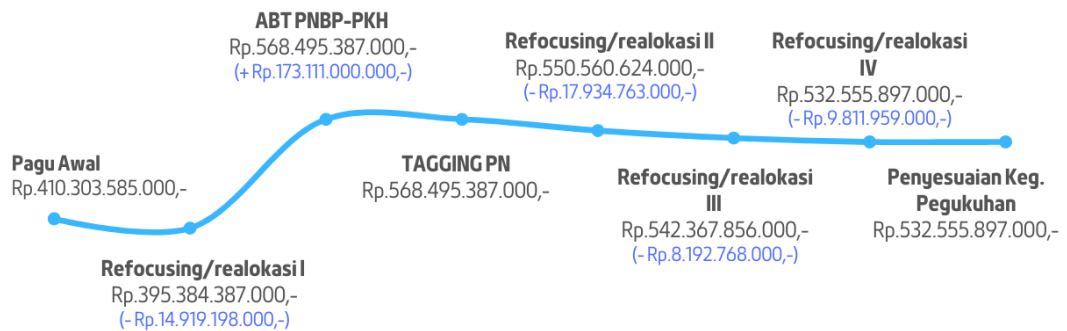 Pagu Awal
Rp.410.303.585.000,-
Refocusing/realokasi I
Rp.395.384.387.000,-
(- Rp.14.919.198.000,-)
ABT PNBP-PKH
Rp.568.495.387.000,-
(+ Rp.173.111.000.000,-)
TAGGING PN
Rp.568.495.387.000,-
Refocusing/realokasi II
Rp.550.560.624.000,-
(- Rp.17.934.763.000,-)
Refocusing/realokasi
III
Rp.542.367.856.000,-
(- Rp.8.192.768.000,-)
Refocusing/realokasi
IV
Rp.532.555.897.000,-
(- Rp.9.811.959.000,-)
Penyesuaian Keg.
Pegukuhan
Rp.532.555.897.000,-